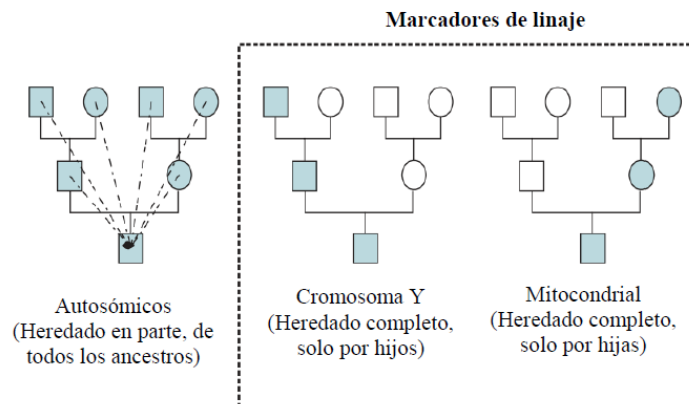 Marcadores de linaje
Autosómicos
(Heredado en parte, de
todos los ancestros)
Cromosoma Y
(Heredado completo,
solo por hijos)
Mitocondrial
(Heredado completo,
solo por hijas)